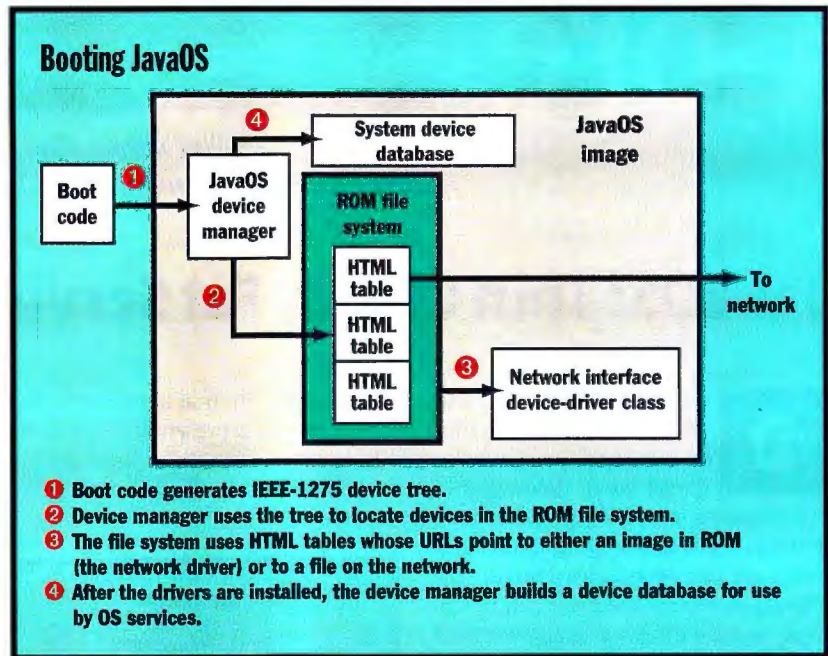 Booting JavaOS
4
System device
database
JavaOS
image
Boot
code
1
JavaOS
device
manager
ROM file
system
HTML
table
To
network
2
HTML
table
HTML
table
3
Network interface
device-driver class
1 Boot code generates IEEE-1275 device tree.
2 Device manager uses the tree to locate devices in the ROM file system.
3 The file system uses HTML tables whose URLs point to either an image in ROM
(the network driver) or to a file on the network.
4 After the drivers are installed, the device manager builds a device database for use
by OS services.